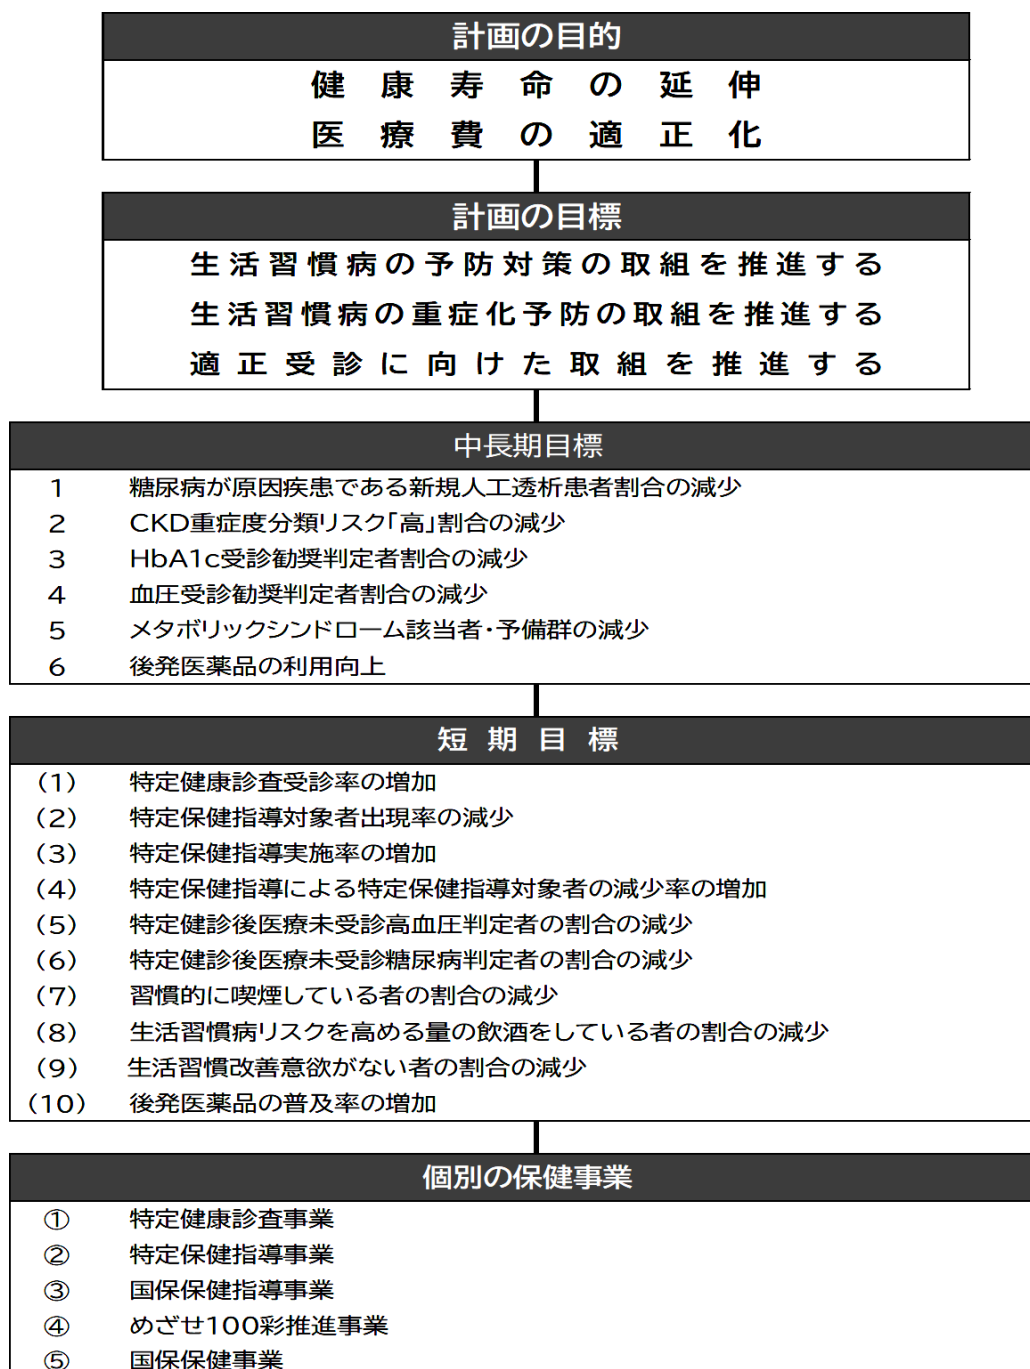 計画の目的
健康寿命の延伸
医療費の適正化
計画の目標
生活習慣病の予防対策の取組を推進する
生活習慣病の重症化予防の取組を推進する
適正受診に向けた取組を推進する
中長期目標
1 糖尿病が原因疾患である新規人工透析患者割合の減少
2 CKD重症度分類リスク「高」割合の減少
3 HbA1c受診勧奨判定者割合の減少
4 血圧受診勧奨判定者割合の減少
5 メタボリックシンドローム該当者・予備群の減少
6 後発医薬品の利用向上
短期目標
(1) 特定健康診査受診率の増加
(2) 特定保健指導対象者出現率の減少
(3) 特定保健指導実施率の増加
(4) 特定保健指導による特定保健指導対象者の減少率の増加
(5) 特定健診後医療未受診高血圧判定者の割合の減少
(6) 特定健診後医療未受診糖尿病判定者の割合の減少
(7) 習慣的に喫煙している者の割合の減少
(8) 生活習慣病リスクを高める量の飲酒をしている者の割合の減少
(9) 生活習慣改善意欲がない者の割合の減少
(10) 後発医薬品の普及率の増加
個別の保健事業
① 特定健康診査事業
② 特定保健指導事業
③ 国保保健指導事業
④ めざせ100彩推進事業
⑤ 国保保健事業